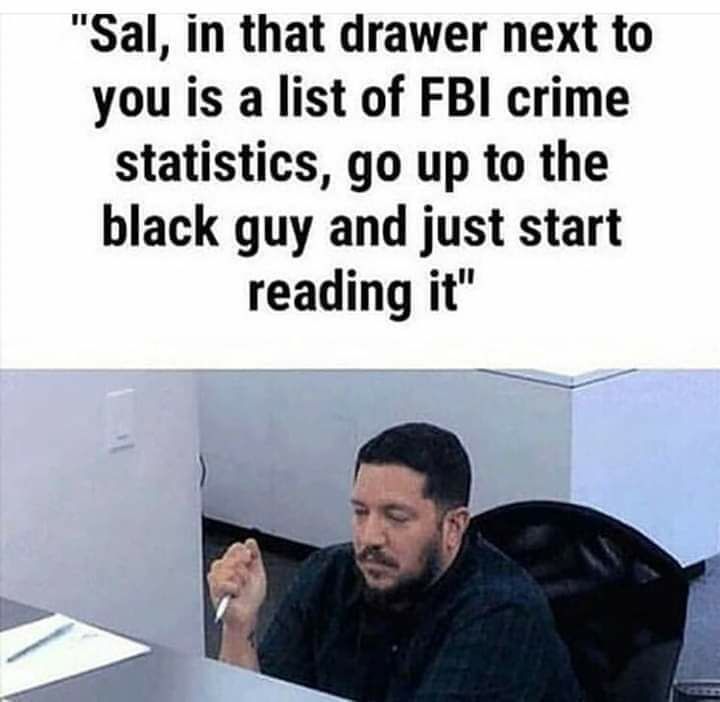 "Sal, in that drawer next to
you is a list of FBI crime
statistics, go up to the
black guy and just start
reading it"